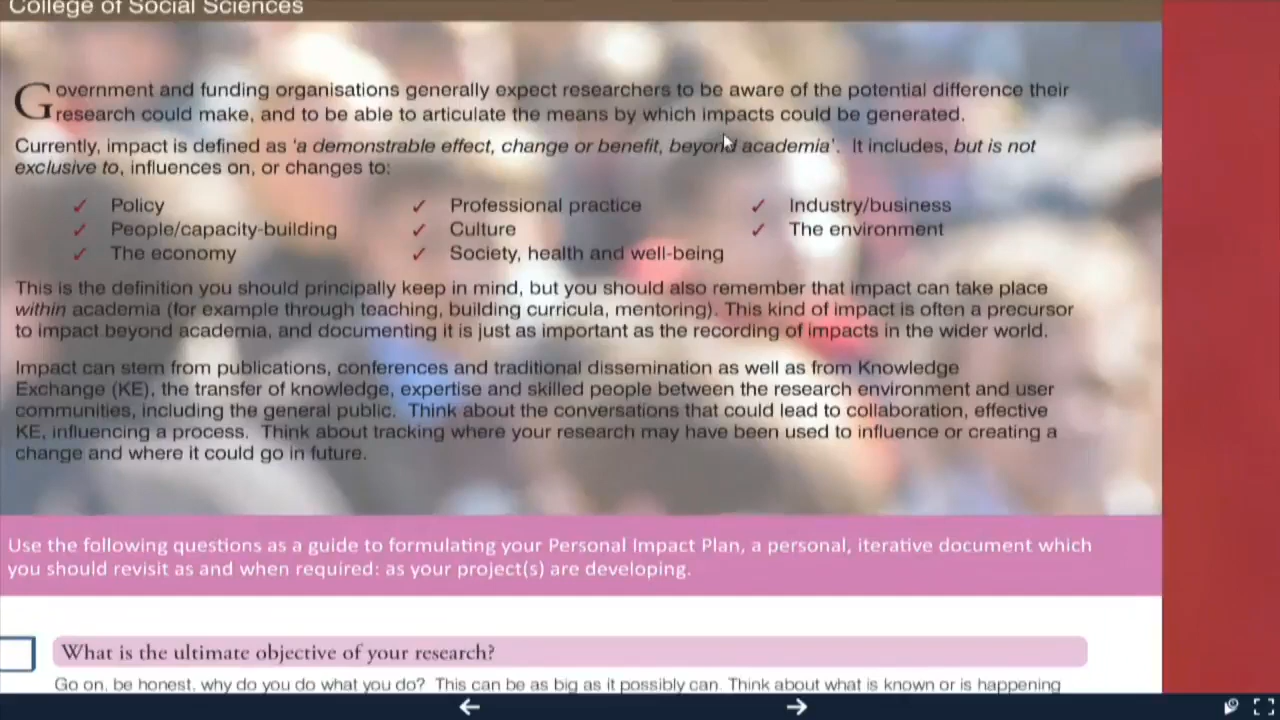 College of Social Sciences
Government and funding organisations generally expect researchers to be aware of the potential difference their
research could make, and to be able to articulate the means by which impacts could be generated.
Currently, impact is defined as 'a demonstrable effect, change or benefit, beyond academia'. It includes, but is not
exclusive to, influences on, or changes to:
✓ Policy ✓ Professional practice ✓ Industry/business
✓ People/capacity-building ✓ Culture ✓ The environment
✓ The economy ✓ Society, health and well-being
This is the definition you should principally keep in mind, but you should also remember that impact can take place
within academia (for example through teaching, building curricula, mentoring). This kind of impact is often a precursor
to impact beyond academia, and documenting it is just as important as the recording of impacts in the wider world.
Impact can stem from publications, conferences and traditional dissemination as well as from Knowledge
Exchange (KE), the transfer of knowledge, expertise and skilled people between the research environment and user
communities, including the general public. Think about the conversations that could lead to collaboration, effective
KE, influencing a process. Think about tracking where your research may have been used to influence or creating a
change and where it could go in future.
Use the following questions as a guide to formulating your Personal Impact Plan, a personal, iterative document which
you should revisit as and when required: as your project(s) are developing.
What is the ultimate objective of your research?
Go on, be honest, why do you do what you do? This can be as big as it possibly can. Think about what is known or is happening